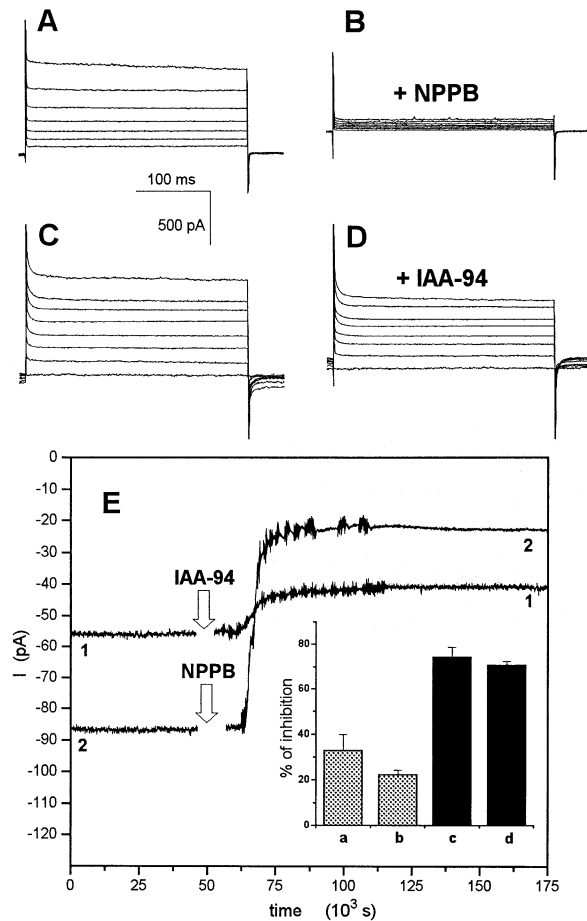 A
B
+ NPPB
100 ms
500 pA
C
D
+ IAA-94
E
0
-10
-20
-30
-40
-50
-60
-70
-80
-90
-100
-110
-120
I (pA)
IAA-94
NPPB
1
2
2
1
80
60
40
20
0
% of inhibition
a b c d
0 25 50 75 100 125 150 175
time (10³ s)